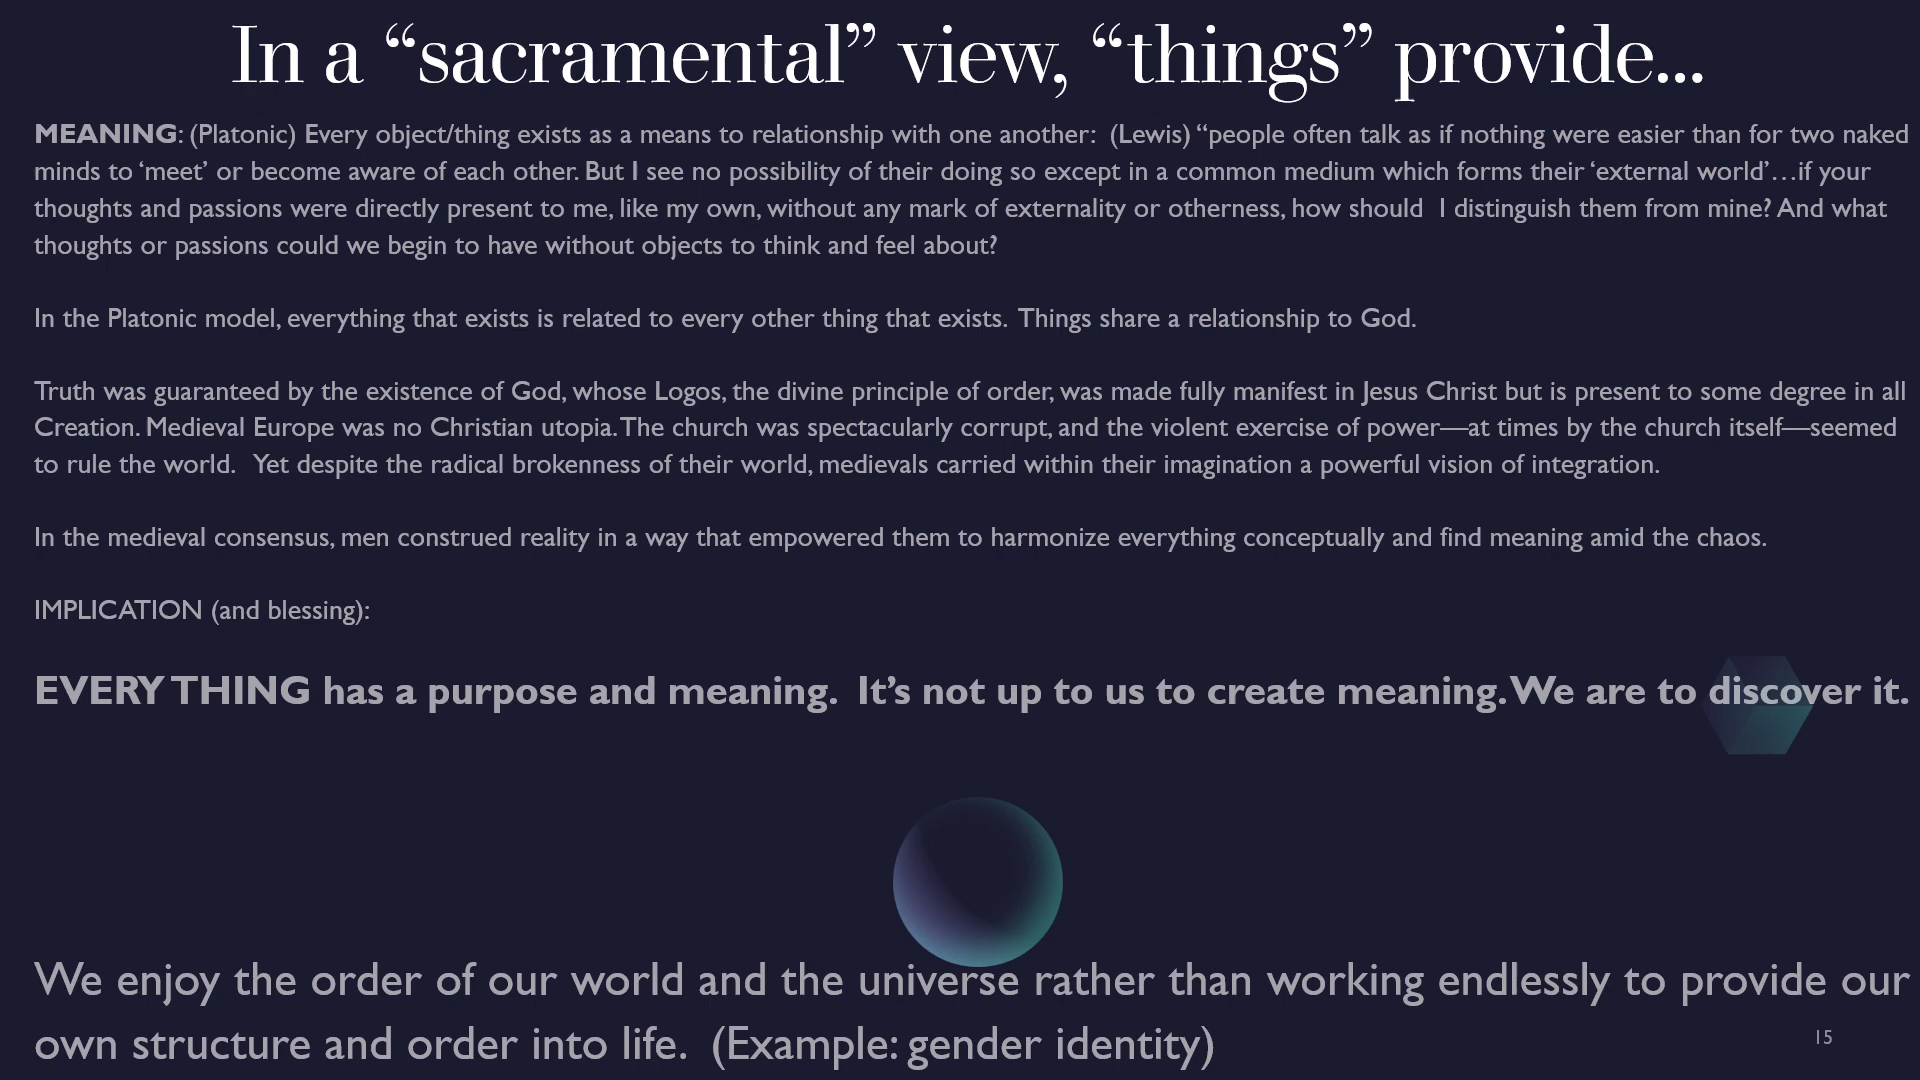 In a “sacramental” view, “things” provide...
MEANING: (Platonic) Every object/thing exists as a means to relationship with one another:  (Lewis) “people often talk as if nothing were easier than for two naked
minds to ‘meet’ or become aware of each other. But I see no possibility of their doing so except in a common medium which forms their ‘external world’…if your
thoughts and passions were directly present to me, like my own, without any mark of externality or otherness, how should  I distinguish them from mine? And what
thoughts or passions could we begin to have without objects to think and feel about?
In the Platonic model, everything that exists is related to every other thing that exists.  Things share a relationship to God.
Truth was guaranteed by the existence of God, whose Logos, the divine principle of order, was made fully manifest in Jesus Christ but is present to some degree in all
Creation. Medieval Europe was no Christian utopia. The church was spectacularly corrupt, and the violent exercise of power—at times by the church itself—seemed
to rule the world.   Yet despite the radical brokenness of their world, medievals carried within their imagination a powerful vision of integration.
In the medieval consensus, men construed reality in a way that empowered them to harmonize everything conceptually and find meaning amid the chaos.
IMPLICATION (and blessing):
EVERY THING has a purpose and meaning.  It’s not up to us to create meaning. We are to discover it.
We enjoy the order of our world and the universe rather than working endlessly to provide our
own structure and order into life.  (Example: gender identity)
15